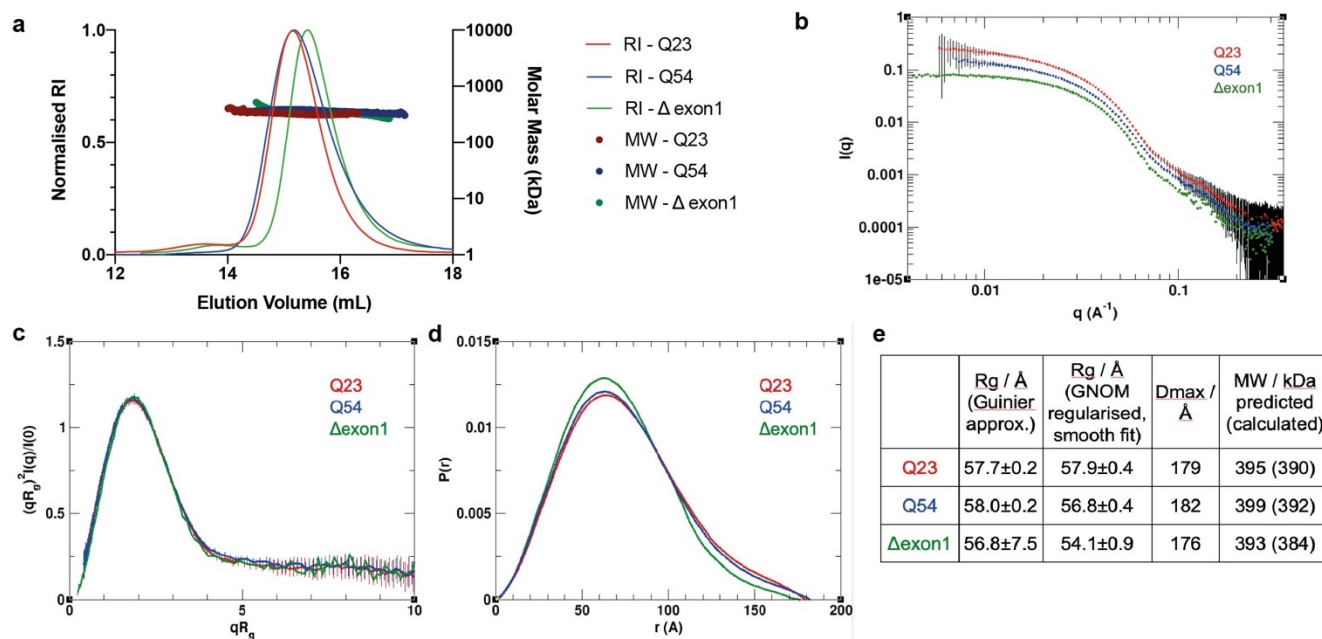 a
1.0
0.5
0.0
Normalised RI
10000
1000
100
10
1
Molar Mass (kDa)
12
14
16
18
Elution Volume (mL)
RI - Q23
RI - Q54
RI - Δ exon1
MW - Q23
MW - Q54
MW - Δ exon1
b
1
0.1
0.01
0.001
0.0001
1e-05
I(q)
0.01
0.1
q (A⁻¹)
Q23
Q54
Δexon1
c
1.5
1
0.5
0
(qRg)²I(q)/I(0)
0
5
10
qRg
Q23
Q54
Δexon1
d
0.015
0.01
0.005
0
P(r)
0
50
100
150
200
r (A)
Q23
Q54
Δexon1
e
Rg / Å
(Guinier
approx.)
Rg / Å
(GNOM
regularised,
smooth fit)
Dmax /
Å
MW / kDa
predicted
(calculated)
Q23 57.7±0.2 57.9±0.4 179 395 (390)
Q54 58.0±0.2 56.8±0.4 182 399 (392)
Δexon1 56.8±7.5 54.1±0.9 176 393 (384)